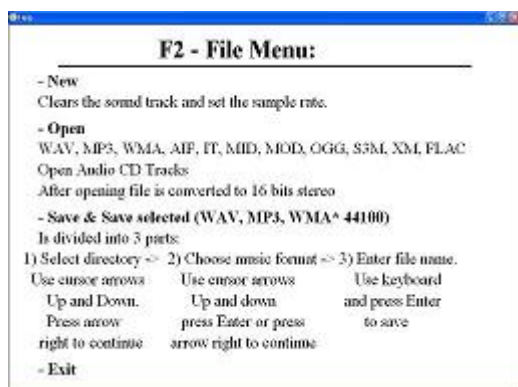 F2 - File Menu:
- New
Clears the sound track and set the sample rate.
- Open
WAV, MP3, WMA, AIF, IT, MID, MOD, OGG, S3M, XM, FLAC
Open Audio CD Tracks
After opening file is converted to 16 bits stereo
- Save & Save selected (WAV, MP3, WMA* 44100)
Is divided into 3 parts:
1) Select directory -> 2) Choose music format -> 3) Enter file name.
Use cursor arrows Use cursor arrows Use keyboard
Up and Down. Up and down and press Enter
Press arrow press Enter or press to save
right to continue arrow right to continue
- Exit